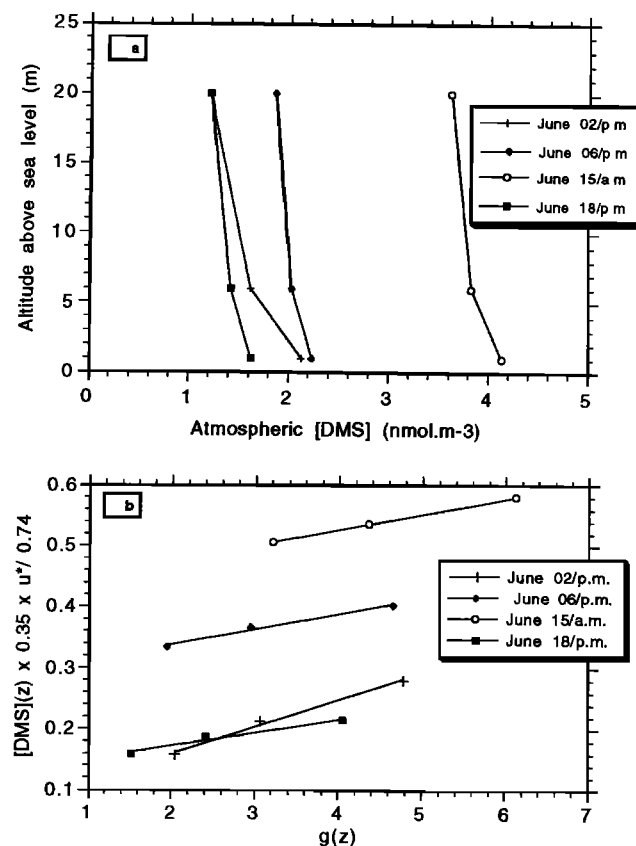 a
25
20
15
10
5
0
Altitude above sea level (m)
0 1 2 3 4 5
Atmospheric [DMS] (nmol.m-3)
June 02/p m
June 06/p m
June 15/a m
June 18/p m
b
0.6
0.5
0.4
0.3
0.2
0.1
[DMS](z) x 0.35 x u*/ 0.74
1 2 3 4 5 6 7
g(z)
June 02/p.m.
June 06/p.m.
June 15/a.m.
June 18/p.m.